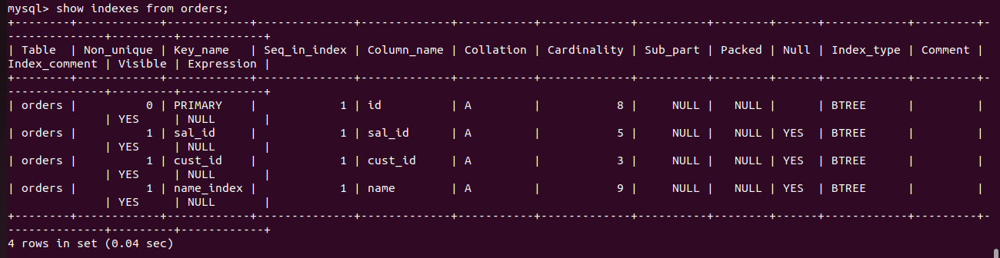 mysql> show indexes from orders;
+--------+------------+------------+--------------+-------------+-----------+-------------+----------+--------+------+------------+---------+-
--------------+---------+------------+
| Table  | Non_unique | Key_name   | Seq_in_index | Column_name | Collation | Cardinality | Sub_part | Packed | Null | Index_type | Comment |
Index_comment | Visible | Expression |
+--------+------------+------------+--------------+-------------+-----------+-------------+----------+--------+------+------------+---------+-
--------------+---------+------------+
| orders |          0 | PRIMARY    |            1 | id          | A         |           8 |     NULL |   NULL |      | BTREE      |         |
              | YES     | NULL       |
| orders |          1 | sal_id     |            1 | sal_id      | A         |           5 |     NULL |   NULL | YES  | BTREE      |         |
              | YES     | NULL       |
| orders |          1 | cust_id    |            1 | cust_id     | A         |           3 |     NULL |   NULL | YES  | BTREE      |         |
              | YES     | NULL       |
| orders |          1 | name_index |            1 | name        | A         |           9 |     NULL |   NULL | YES  | BTREE      |         |
              | YES     | NULL       |
+--------+------------+------------+--------------+-------------+-----------+-------------+----------+--------+------+------------+---------+-
--------------+---------+------------+
4 rows in set (0.04 sec)